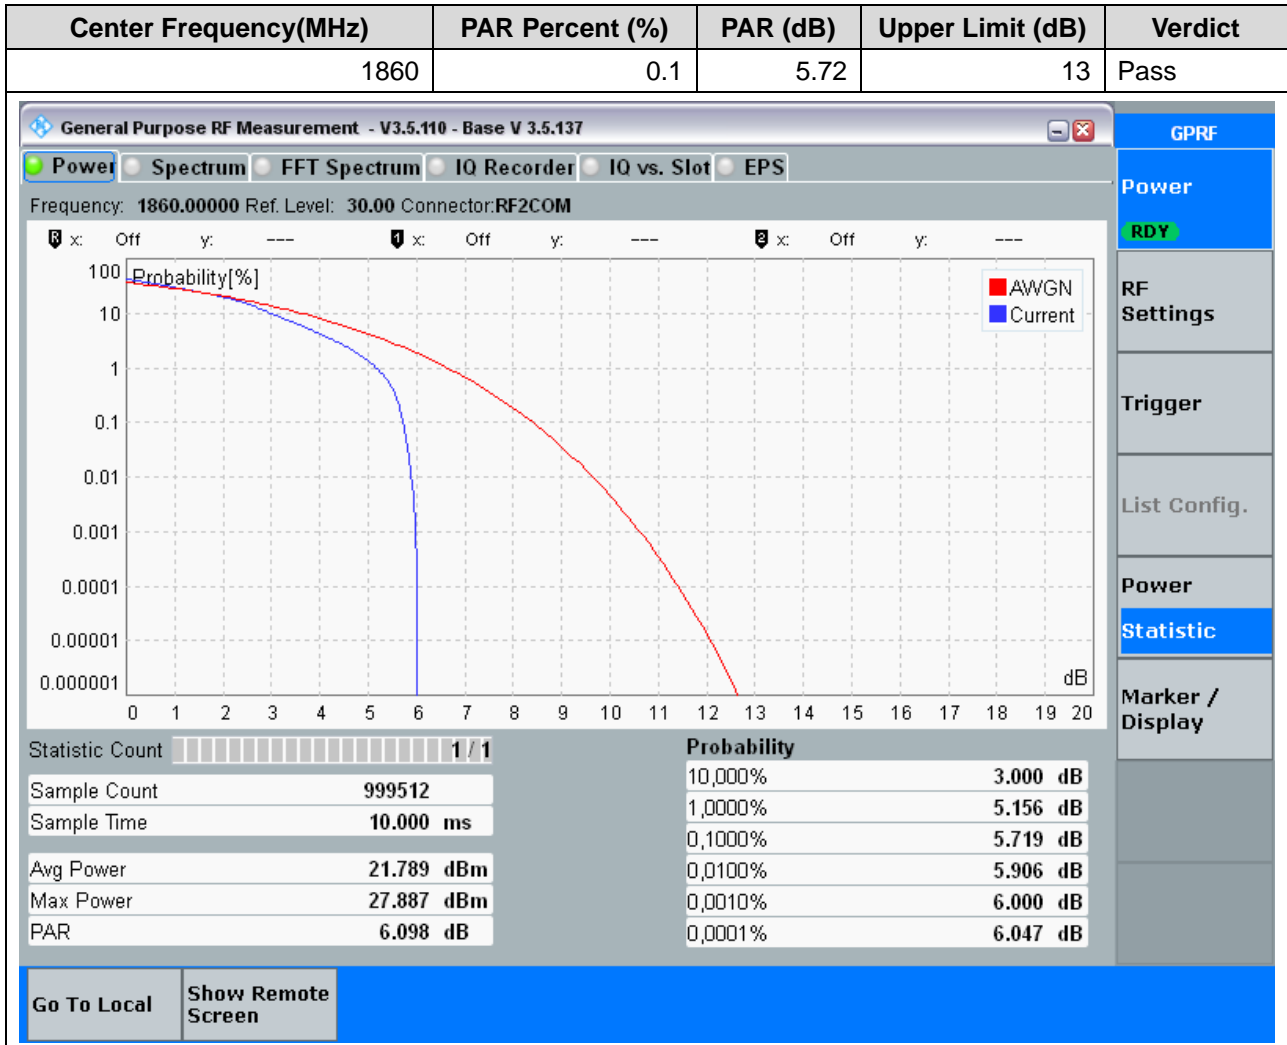 Center Frequency(MHz) PAR Percent (%) PAR (dB) Upper Limit (dB) Verdict
1860 0.1 5.72 13 Pass
General Purpose RF Measurement - V3.5.110 - Base V 3.5.137
GPRF
Power Spectrum FFT Spectrum IQ Recorder IQ vs. Slot EPS
Power
RDY
Frequency: 1860.00000 Ref. Level: 30.00 Connector:RF2COM
R x: Off y: --- 1 x: Off y: --- 2 x: Off y: ---
Probability[%]
AWGN
Current
100
10
1
0.1
0.01
0.001
0.0001
0.00001
0.000001
dB
0 1 2 3 4 5 6 7 8 9 10 11 12 13 14 15 16 17 18 19 20
RF
Settings
Trigger
List Config.
Power
Statistic
Marker /
Display
Statistic Count 1 / 1
Sample Count 999512
Sample Time 10.000 ms
Avg Power 21.789 dBm
Max Power 27.887 dBm
PAR 6.098 dB
Probability
10,000% 3.000 dB
1,0000% 5.156 dB
0,1000% 5.719 dB
0,0100% 5.906 dB
0,0010% 6.000 dB
0,0001% 6.047 dB
Go To Local
Show Remote
Screen